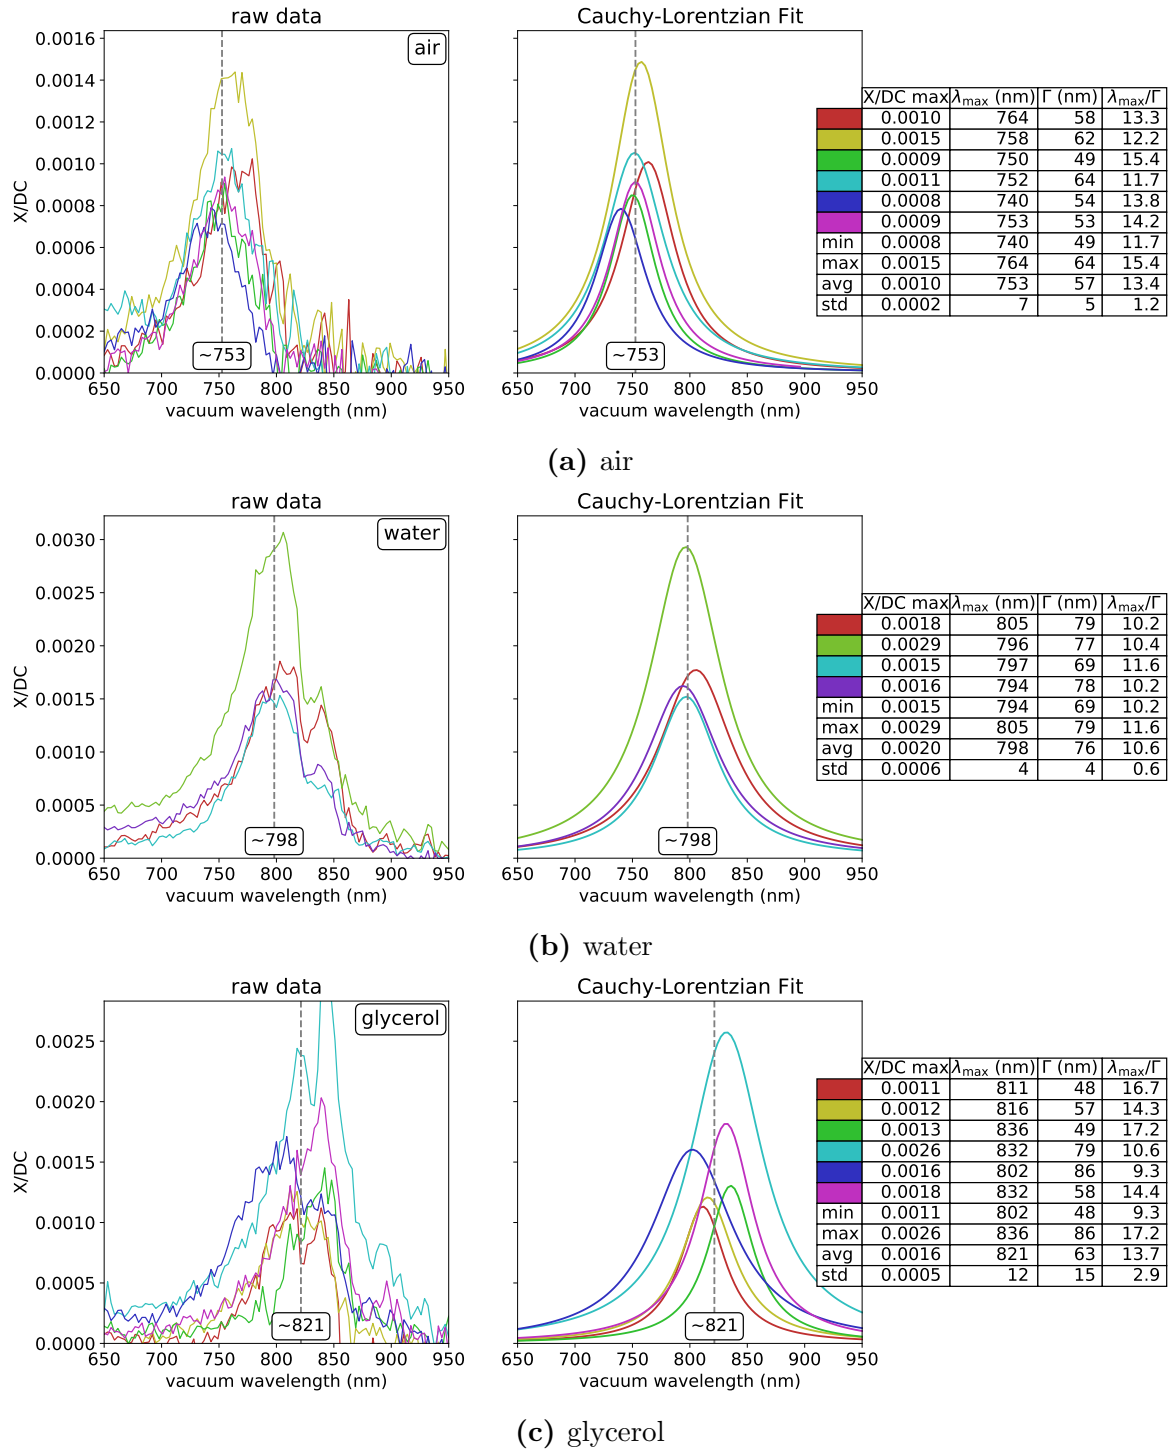 raw data
Cauchy-Lorentzian Fit
air
X/DC
0.0016
0.0014
0.0012
0.0010
0.0008
0.0006
0.0004
0.0002
0.0000
~753
~753
650 700 750 800 850 900 950
650 700 750 800 850 900 950
vacuum wavelength (nm)
vacuum wavelength (nm)
X/DC max λmax (nm) Γ (nm) λmax/Γ
0.0010 764 58 13.3
0.0015 758 62 12.2
0.0009 750 49 15.4
0.0011 752 64 11.7
0.0008 740 54 13.8
0.0009 753 53 14.2
min 0.0008 740 49 11.7
max 0.0015 764 64 15.4
avg 0.0010 753 57 13.4
std 0.0002 7 5 1.2
(a) air
raw data
Cauchy-Lorentzian Fit
water
X/DC
0.0030
0.0025
0.0020
0.0015
0.0010
0.0005
0.0000
~798
~798
650 700 750 800 850 900 950
650 700 750 800 850 900 950
vacuum wavelength (nm)
vacuum wavelength (nm)
X/DC max λmax (nm) Γ (nm) λmax/Γ
0.0018 805 79 10.2
0.0029 796 77 10.4
0.0015 797 69 11.6
0.0016 794 78 10.2
min 0.0015 794 69 10.2
max 0.0029 805 79 11.6
avg 0.0020 798 76 10.6
std 0.0006 4 4 0.6
(b) water
raw data
Cauchy-Lorentzian Fit
glycerol
X/DC
0.0025
0.0020
0.0015
0.0010
0.0005
0.0000
~821
~821
650 700 750 800 850 900 950
650 700 750 800 850 900 950
vacuum wavelength (nm)
vacuum wavelength (nm)
X/DC max λmax (nm) Γ (nm) λmax/Γ
0.0011 811 48 16.7
0.0012 816 57 14.3
0.0013 836 49 17.2
0.0026 832 79 10.6
0.0016 802 86 9.3
0.0018 832 58 14.4
min 0.0011 802 48 9.3
max 0.0026 836 86 17.2
avg 0.0016 821 63 13.7
std 0.0005 12 15 2.9
(c) glycerol